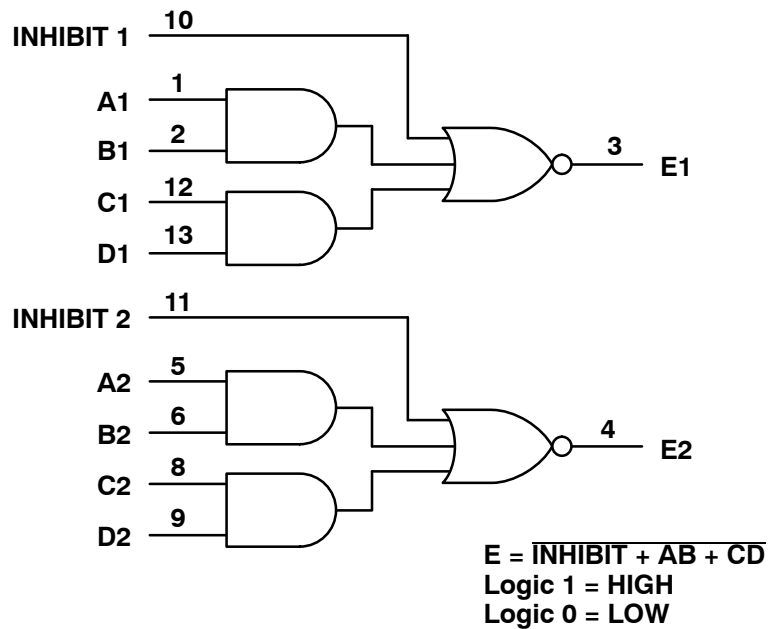 INHIBIT 1 10
A1 1
B1 2
C1 12
D1 13
3 E1
INHIBIT 2 11
A2 5
B2 6
C2 8
D2 9
4 E2
E = INHIBIT + AB + CD
Logic 1 = HIGH
Logic 0 = LOW